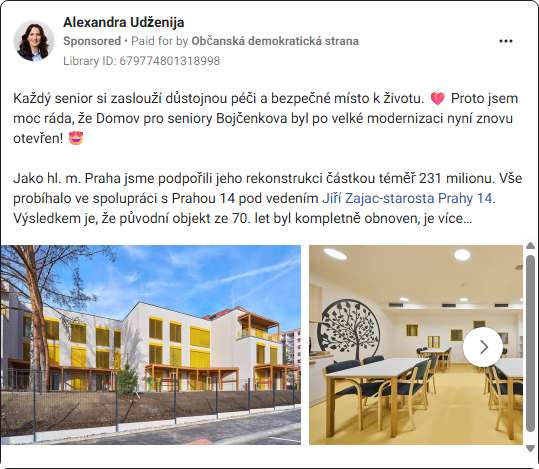 Alexandra Udženija
Sponsored • Paid for by Občanská demokratická strana
Library ID: 679774801318998
Každý senior si zaslouží důstojnou péči a bezpečné místo k životu. 💗 Proto jsem
moc ráda, že Domov pro seniory Bojčenkova byl po velké modernizaci nyní znovu
otevřen! 😍
Jako hl. m. Praha jsme podpořili jeho rekonstrukci částkou téměř 231 milionu. Vše
probíhalo ve spolupráci s Prahou 14 pod vedením Jiří Zajac-starosta Prahy 14.
Výsledkem je, že původní objekt ze 70. let byl kompletně obnoven, je více...